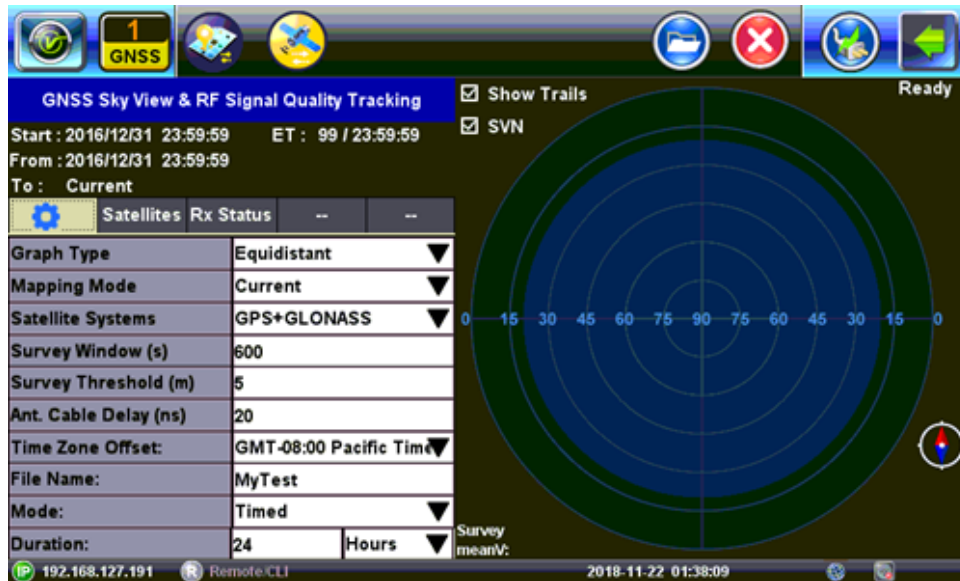 1
GNSS
GNSS Sky View & RF Signal Quality Tracking
Start : 2016/12/31 23:59:59 ET : 99 / 23:59:59
From : 2016/12/31 23:59:59
To : Current
Satellites Rx Status -- --
Graph Type Equidistant
Mapping Mode Current
Satellite Systems GPS+GLONASS
Survey Window (s) 600
Survey Threshold (m) 5
Ant. Cable Delay (ns) 20
Time Zone Offset: GMT-08:00 Pacific Time
File Name: MyTest
Mode: Timed
Duration: 24 Hours
Show Trails
SVN
Ready
0 15 30 45 60 75 90 75 60 45 30 15 0
Survey
meanV:
IP 192.168.127.191 R Remote/CLI 2018-11-22 01:38:09